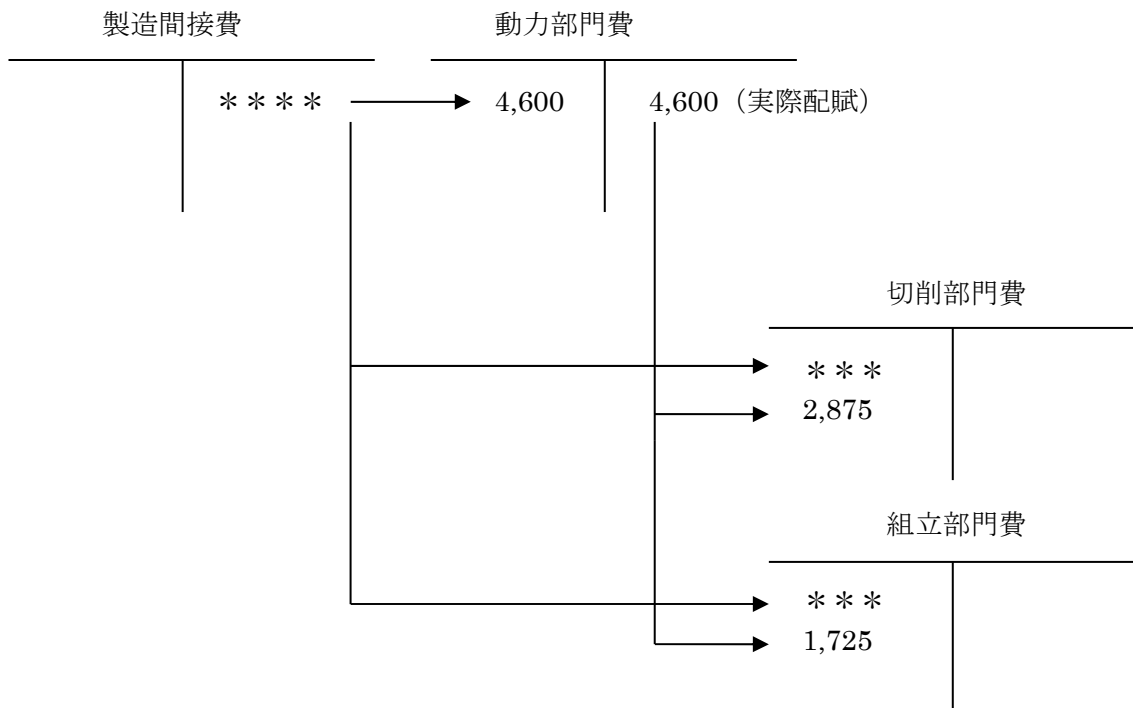 製造間接費 動力部門費
＊＊＊＊ 4,600 4,600（実際配賦）
切削部門費
＊＊＊
2,875
組立部門費
＊＊＊
1,725